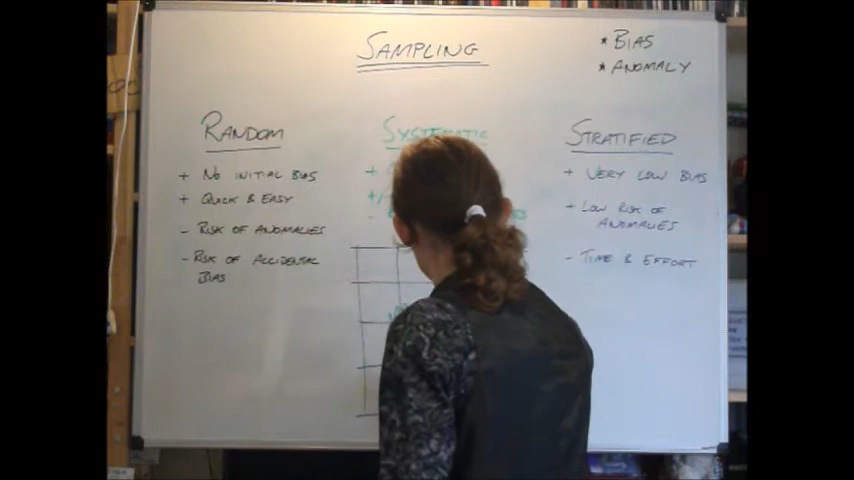 SAMPLING
* BIAS
* ANOMALY
RANDOM
+ NO INITIAL BIAS
+ QUICK & EASY
- RISK OF ANOMALIES
- RISK OF ACCIDENTAL
BIAS
SYSTEMATIC
STRATIFIED
+ VERY LOW BIAS
+ LOW RISK OF
ANOMALIES
- TIME & EFFORT